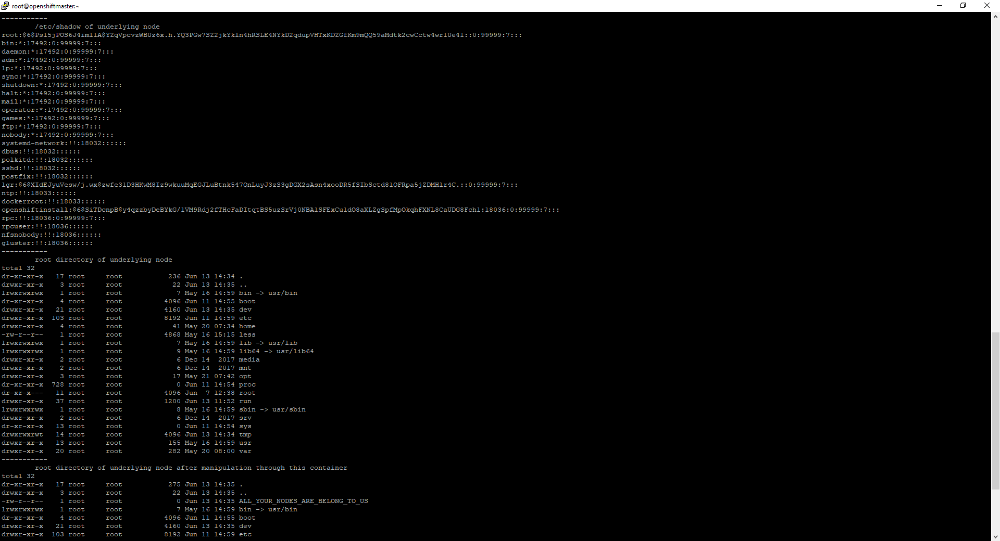 root@openshiftmaster:~
-----------
        /etc/shadow of underlying node
root:$6$Psl5jPOS6J4imllA$YZqVpcvzWBUz6x.h.YQ3PGw7SZ2jkYkln4hRSLE4NYkD2qdupVHTxKDZGfKm9mQQ59aMdtk2cwCctw4wrlUe41::0:99999:7:::
bin:*:17492:0:99999:7:::
daemon:*:17492:0:99999:7:::
adm:*:17492:0:99999:7:::
lp:*:17492:0:99999:7:::
sync:*:17492:0:99999:7:::
shutdown:*:17492:0:99999:7:::
halt:*:17492:0:99999:7:::
mail:*:17492:0:99999:7:::
operator:*:17492:0:99999:7:::
games:*:17492:0:99999:7:::
ftp:*:17492:0:99999:7:::
nobody:*:17492:0:99999:7:::
systemd-network:!!:18032::::::
dbus:!!:18032::::::
polkitd:!!:18032::::::
sshd:!!:18032::::::
postfix:!!:18032::::::
lgr:$6$XIdEJyuVesw/j.wx$zwfe31D3HKwM8Iz9wkuuMqEGJLuBtnk547QnLuyJ3zS3gDGX2sAsn4xooDR5fSIbSctd81QFRpa5jZDMHlr4C.::0:99999:7:::
ntp:!!:18033::::::
dockerroot:!!:18033::::::
openshiftinstall:$6$SiTDcnpB$y4qzzbyDeBYkG/lVM9Rdj2fTHcFaDItqtBS5uzSrVj0NBA1SFExCuldO8aXLZgSpfMpOkqhFXNL8CaUDG8Fchl:18036:0:99999:7:::
rpc:!!:18036:0:99999:7:::
rpcuser:!!:18036::::::
nfsnobody:!!:18036::::::
gluster:!!:18036::::::
-----------
        root directory of underlying node
total 32
dr-xr-xr-x   17 root     root           236 Jun 13 14:34 .
drwxr-xr-x    3 root     root            22 Jun 13 14:35 ..
lrwxrwxrwx    1 root     root             7 May 16 14:59 bin -> usr/bin
dr-xr-xr-x    4 root     root          4096 Jun 11 14:55 boot
drwxr-xr-x   21 root     root          4160 Jun 13 14:35 dev
drwxr-xr-x  103 root     root          8192 Jun 11 14:59 etc
drwxr-xr-x    4 root     root            41 May 20 07:34 home
-rw-r--r--    1 root     root          4868 May 16 15:15 less
lrwxrwxrwx    1 root     root             7 May 16 14:59 lib -> usr/lib
lrwxrwxrwx    1 root     root             9 May 16 14:59 lib64 -> usr/lib64
drwxr-xr-x    2 root     root             6 Dec 14  2017 media
drwxr-xr-x    2 root     root             6 Dec 14  2017 mnt
drwxr-xr-x    3 root     root            17 May 21 07:42 opt
dr-xr-xr-x  728 root     root             0 Jun 11 14:54 proc
dr-xr-x---   11 root     root          4096 Jun  7 12:38 root
drwxr-xr-x   37 root     root          1200 Jun 13 11:52 run
lrwxrwxrwx    1 root     root             8 May 16 14:59 sbin -> usr/sbin
drwxr-xr-x    2 root     root             6 Dec 14  2017 srv
dr-xr-xr-x   13 root     root             0 Jun 11 14:54 sys
drwxrwxrwt   14 root     root          4096 Jun 13 14:34 tmp
drwxr-xr-x   13 root     root           155 May 16 14:59 usr
drwxr-xr-x   20 root     root           282 May 20 08:00 var
-----------
        root directory of underlying node after manipulation through this container
total 32
dr-xr-xr-x   17 root     root           275 Jun 13 14:35 .
drwxr-xr-x    3 root     root            22 Jun 13 14:35 ..
-rw-r--r--    1 root     root             0 Jun 13 14:35 ALL_YOUR_NODES_ARE_BELONG_TO_US
lrwxrwxrwx    1 root     root             7 May 16 14:59 bin -> usr/bin
dr-xr-xr-x    4 root     root          4096 Jun 11 14:55 boot
drwxr-xr-x   21 root     root          4160 Jun 13 14:35 dev
drwxr-xr-x  103 root     root          8192 Jun 11 14:59 etc